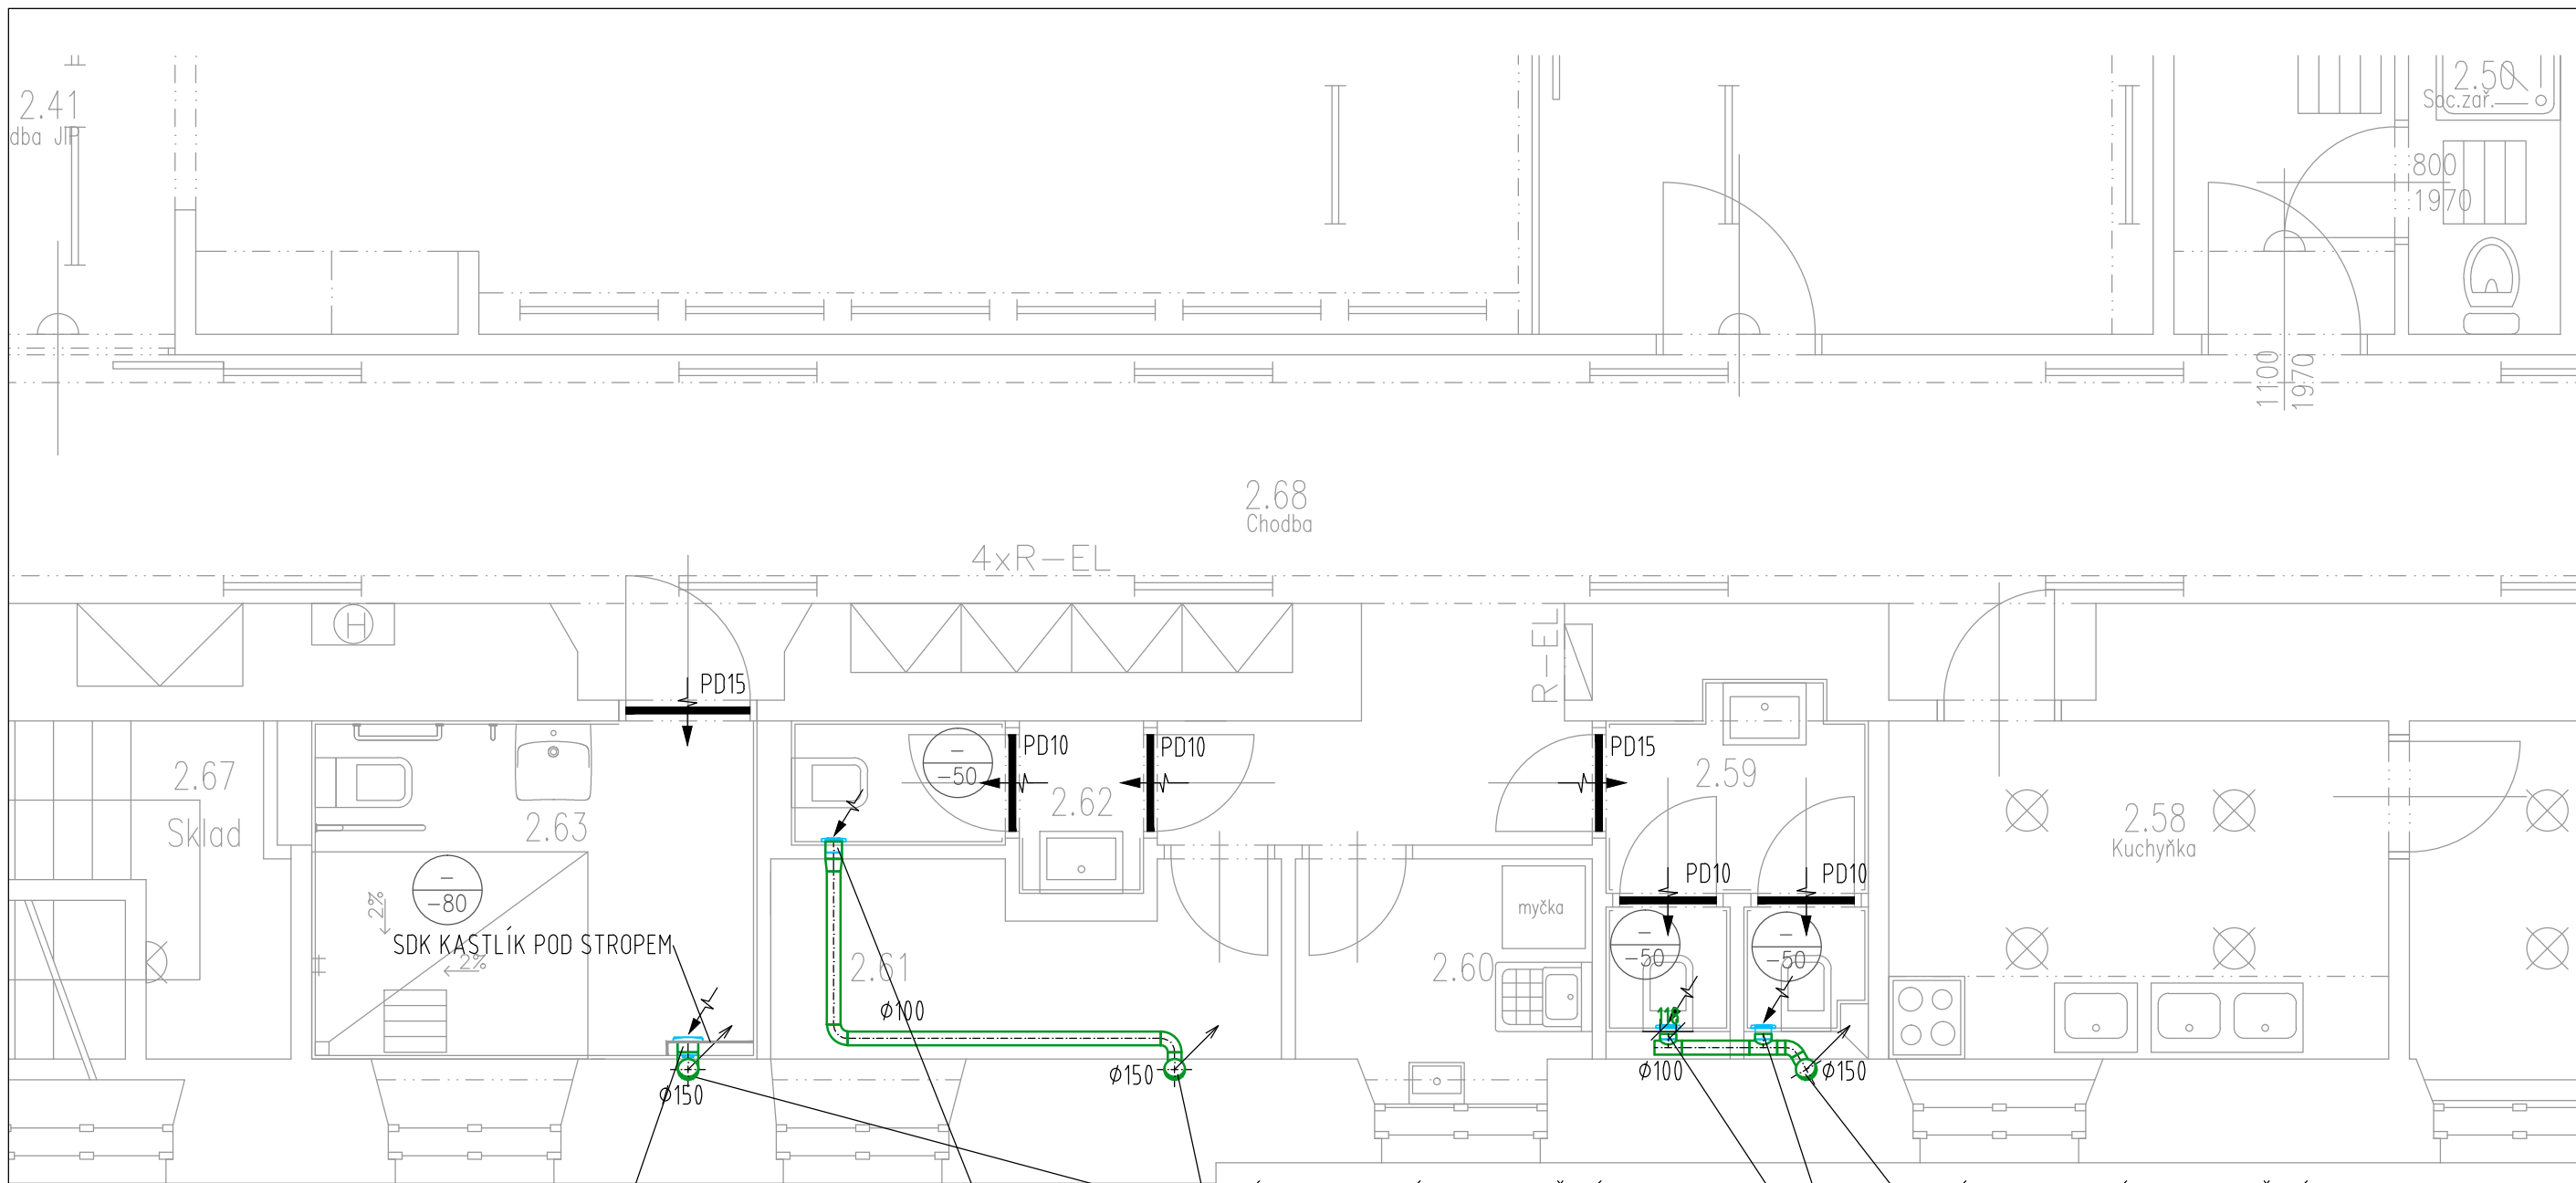 2.41
dba JIP
2.50
Soc.zař.
800
1970
1100
1970
2.68
Chodba
4xR-EL
R-EL
PD15
PD10
PD10
PD15
-
-50
2.67
Sklad
2.63
2.62
2.59
2.58
Kuchyňka
-
-80
2%
2%
SDK KASTLÍK POD STROPEM
2.61
2.60
myčka
PD10
PD10
-
-50
-
-50
118
ø100
ø150
ø150
ø100
ø150